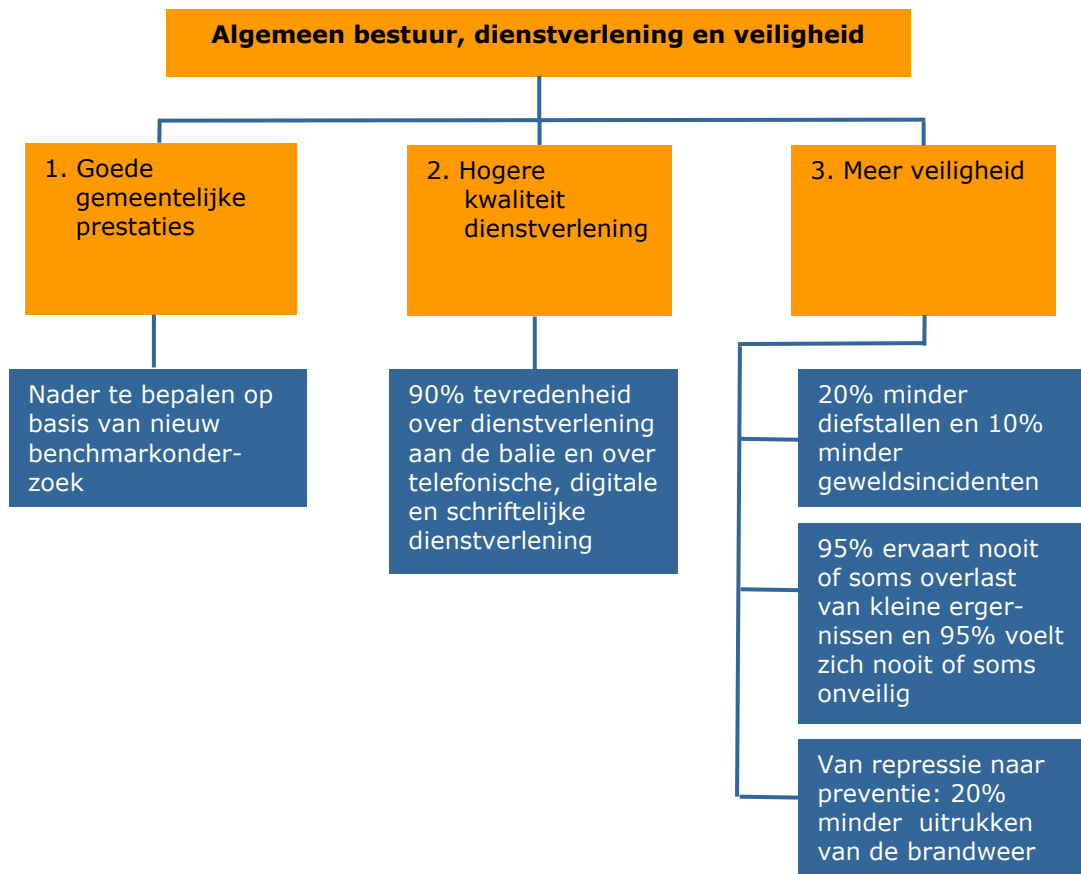 Algemeen bestuur, dienstverlening en veiligheid
1. Goede
gemeentelijke
prestaties
2. Hogere
kwaliteit
dienstverlening
3. Meer veiligheid
Nader te bepalen op
basis van nieuw
benchmarkonder-
zoek
90% tevredenheid
over dienstverlening
aan de balie en over
telefonische, digitale
en schriftelijke
dienstverlening
20% minder
diefstallen en 10%
minder
geweldsincidenten
95% ervaart nooit
of soms overlast
van kleine erger-
nissen en 95% voelt
zich nooit of soms
onveilig
Van repressie naar
preventie: 20%
minder  uitrukken
van de brandweer